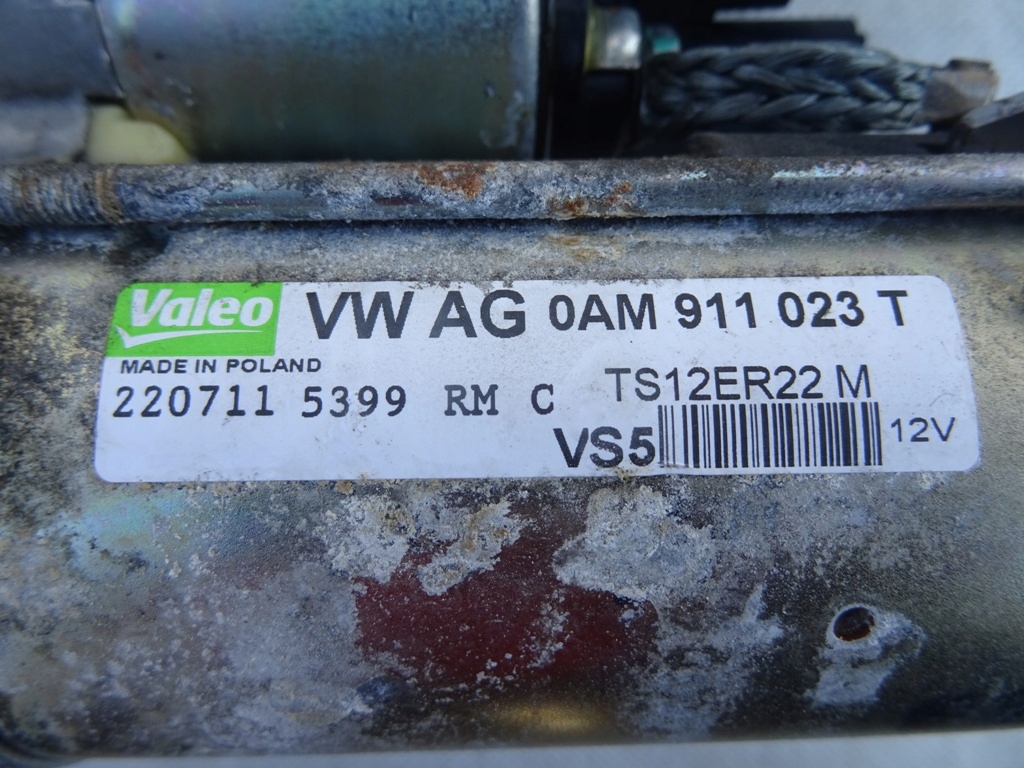 Valeo VW AG 0AM 911 023 T
MADE IN POLAND
220711 5399 RM C TS12ER22 M
VS5 12V